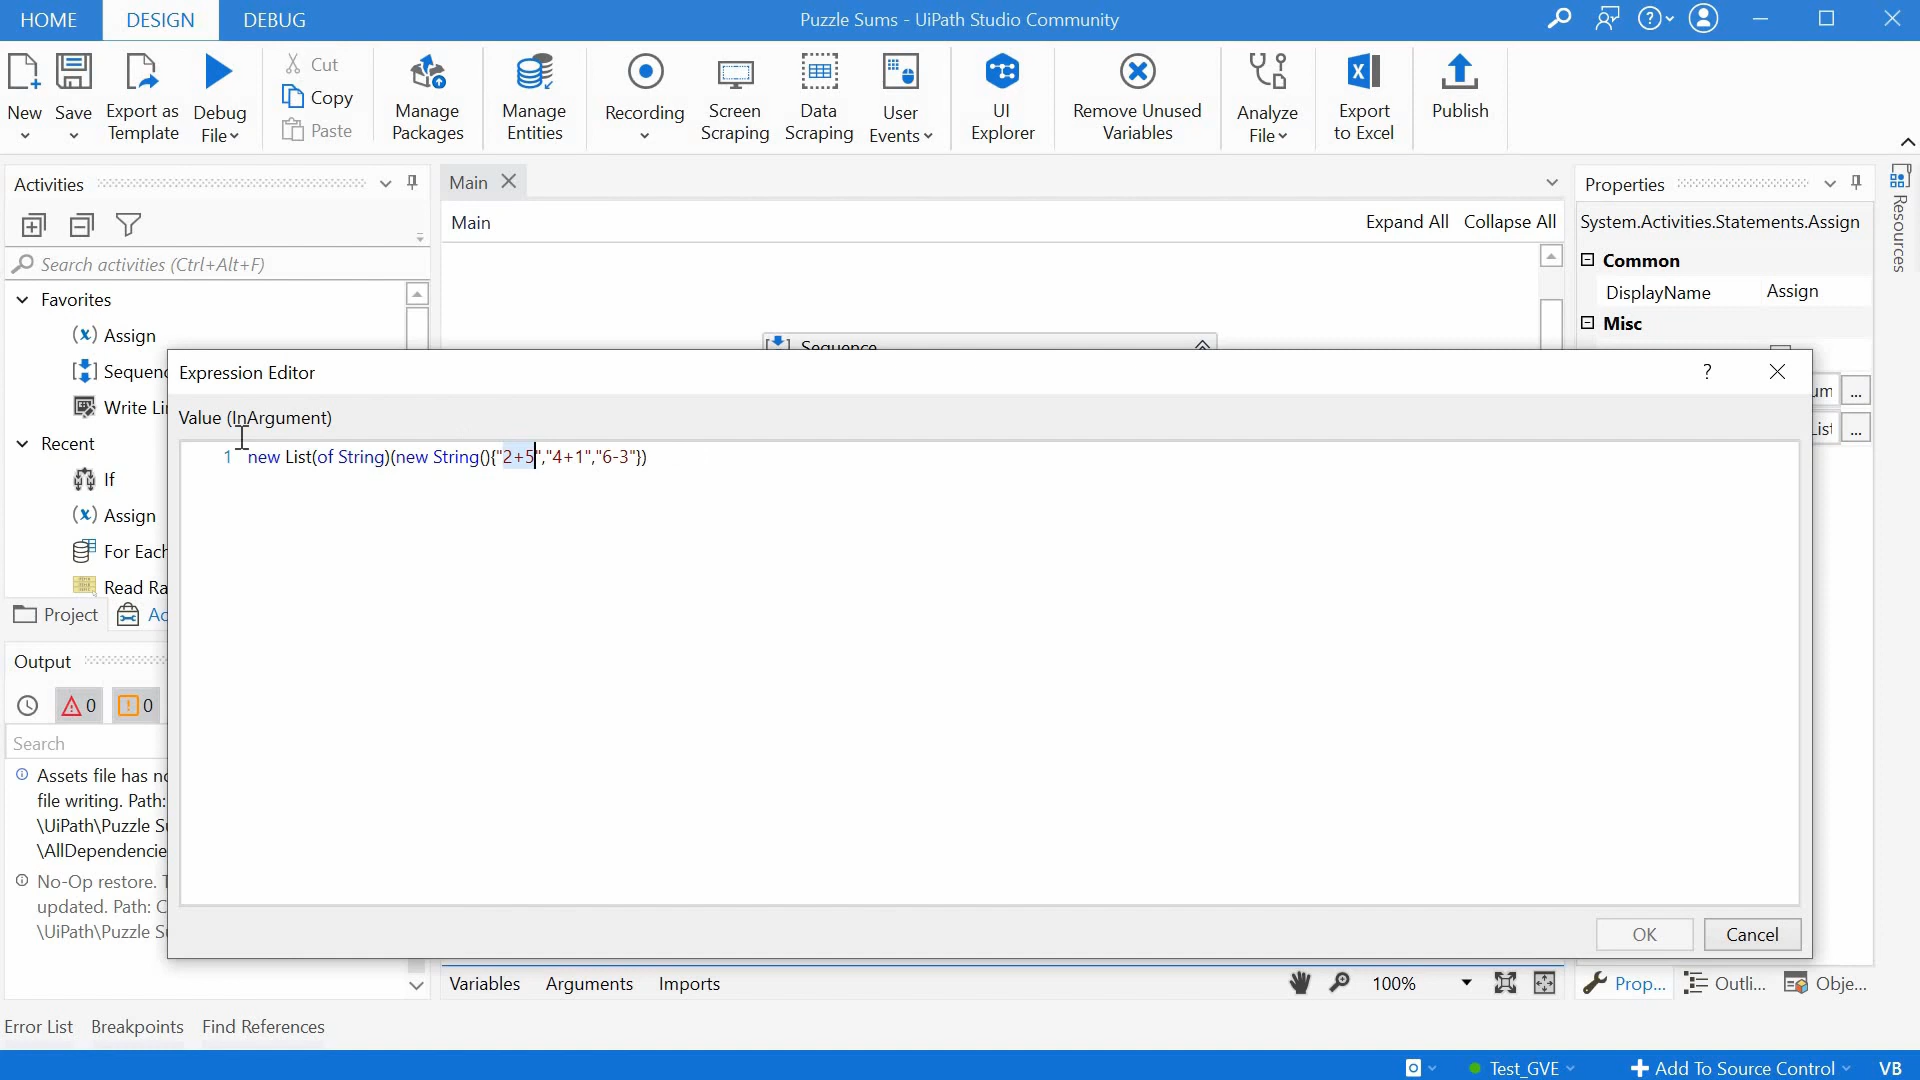 HOME DESIGN DEBUG Puzzle Sums - UiPath Studio Community
New Save Export as Template Debug File Cut Copy Paste Manage Packages Manage Entities Recording Screen Scraping Data Scraping User Events UI Explorer Remove Unused Variables Analyze File Export to Excel Publish
Activities
Main
Properties
Resources
Main Expand All Collapse All
System.Activities.Statements.Assign
Search activities (Ctrl+Alt+F)
Common
DisplayName Assign
Misc
Favorites
Assign
Sequenc
Write Li
Recent
If
Assign
For Each
Read Ra
Sequence
Project Ac
Expression Editor ?
Value (InArgument)
1 new List(of String)(new String(){"2+5","4+1","6-3"})
OK Cancel
um ...
List ...
Output
0 ! 0
Search
Assets file has no
file writing. Path:
\UiPath\Puzzle S
\AllDependencie
No-Op restore.
updated. Path: C
\UiPath\Puzzle S
Variables Arguments Imports 100%
Prop... Outli... Obje...
Error List Breakpoints Find References
Test_GVE Add To Source Control VB